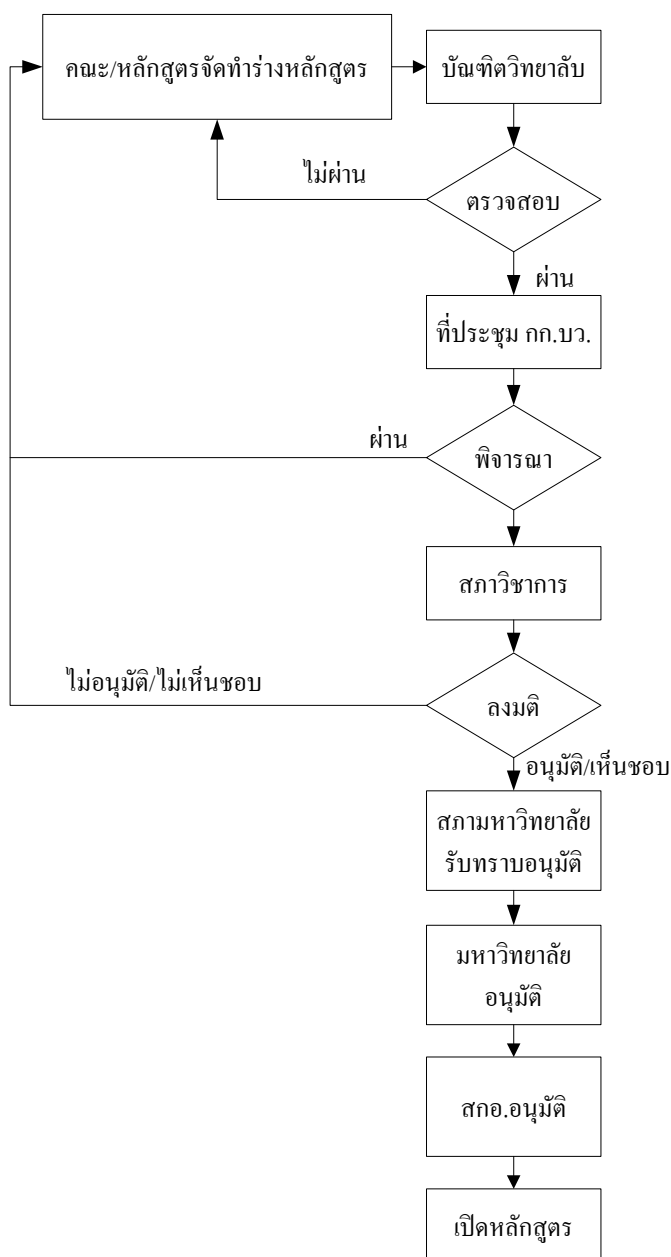 คณะ/หลักสูตรจัดทำร่างหลักสูตร
บัณฑิตวิทยาลับ
ไม่ผ่าน
ตรวจสอบ
ผ่าน
ที่ประชุม กก.บว.
ผ่าน
พิจารณา
สภาวิชาการ
ไม่อนุมัติ/ไม่เห็นชอบ
ลงมติ
อนุมัติ/เห็นชอบ
สภามหาวิทยาลัย
รับทราบอนุมัติ
มหาวิทยาลัย
อนุมัติ
สกอ.อนุมัติ
เปิดหลักสูตร